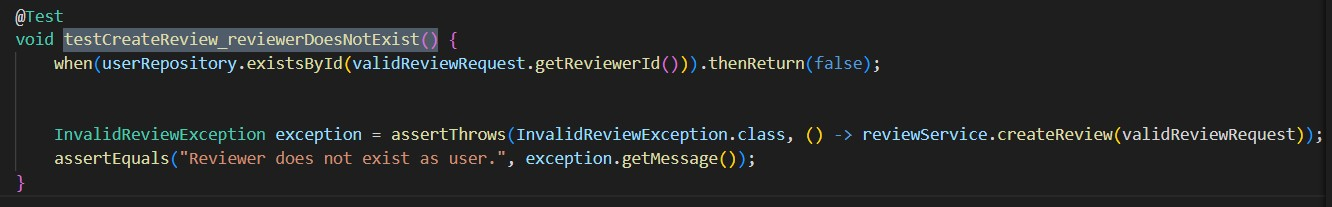 @Test
void testCreateReview_reviewerDoesNotExist() {
when(userRepository.existsById(validReviewRequest.getReviewerId())).thenReturn(false);
InvalidReviewException exception = assertThrows(InvalidReviewException.class, () -> reviewService.createReview(validReviewRequest));
assertEquals("Reviewer does not exist as user.", exception.getMessage());
}